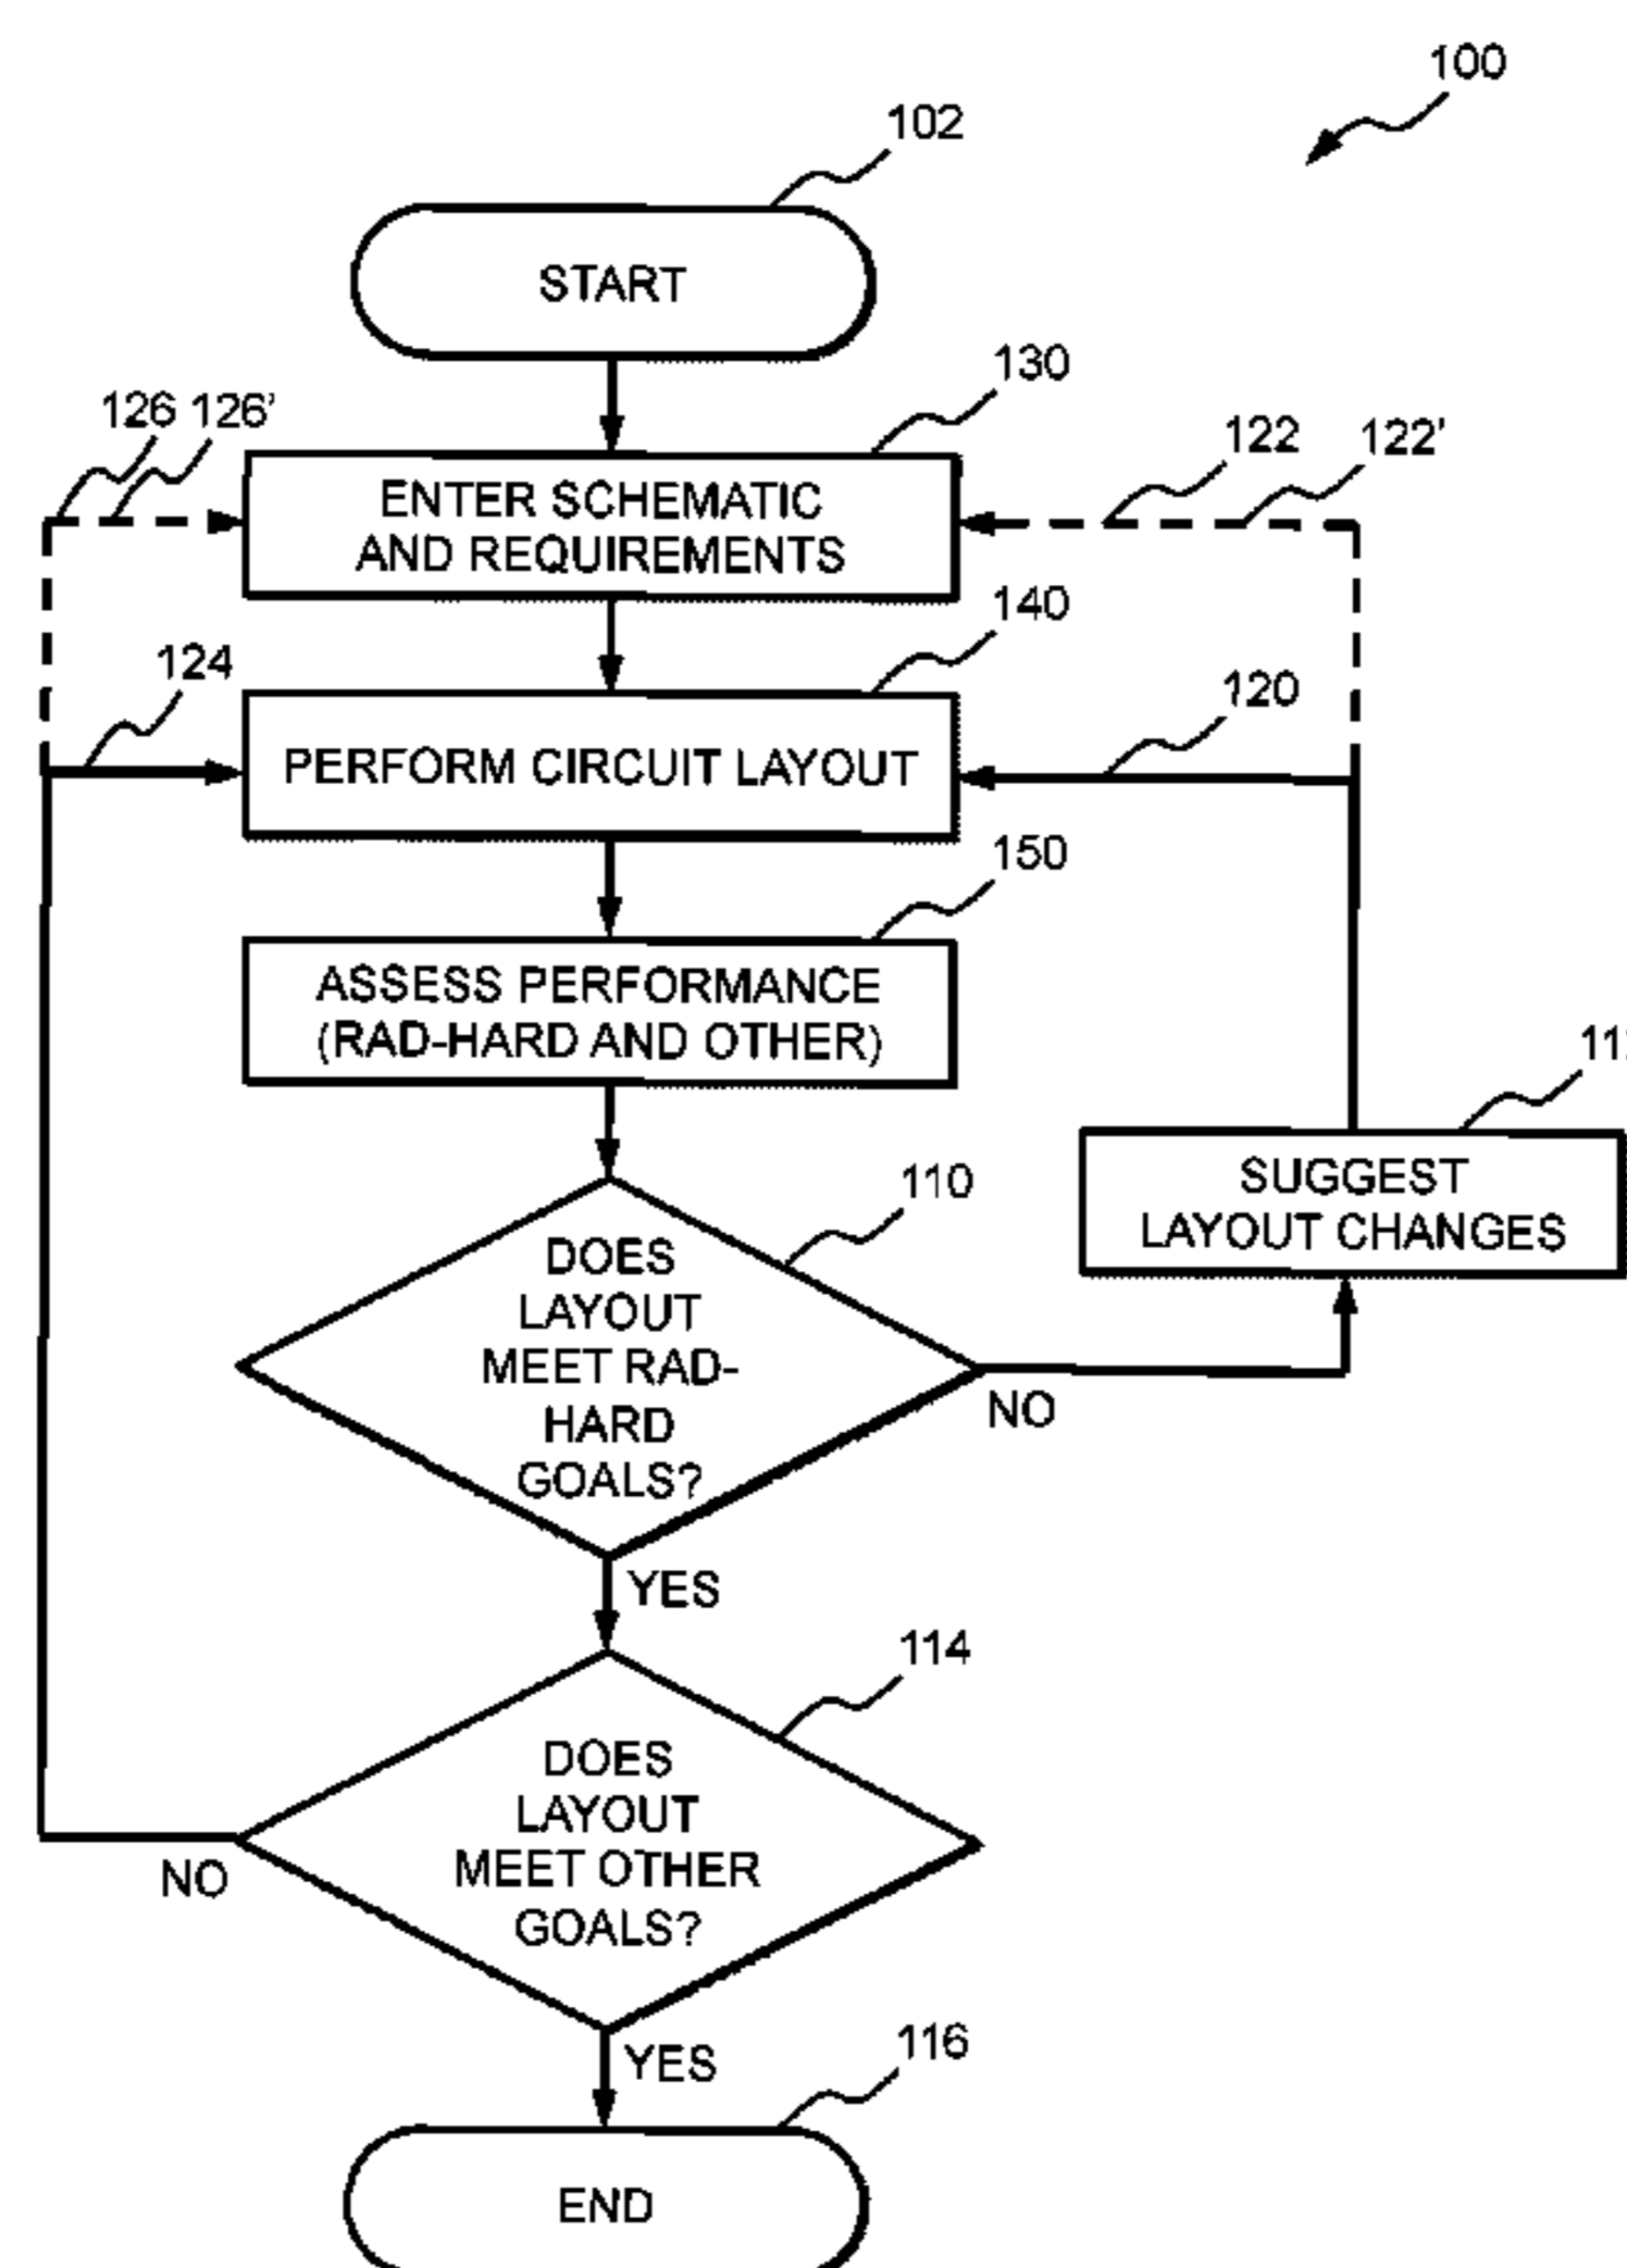 100
102
START
130
126 126'
122 122'
ENTER SCHEMATIC
AND REQUIREMENTS
140
124
120
PERFORM CIRCUIT LAYOUT
150
ASSESS PERFORMANCE
(RAD-HARD AND OTHER)
SUGGEST
LAYOUT CHANGES
110
DOES
LAYOUT
MEET RAD-
HARD
GOALS?
NO
YES
114
DOES
LAYOUT
MEET OTHER
GOALS?
NO
YES
116
END